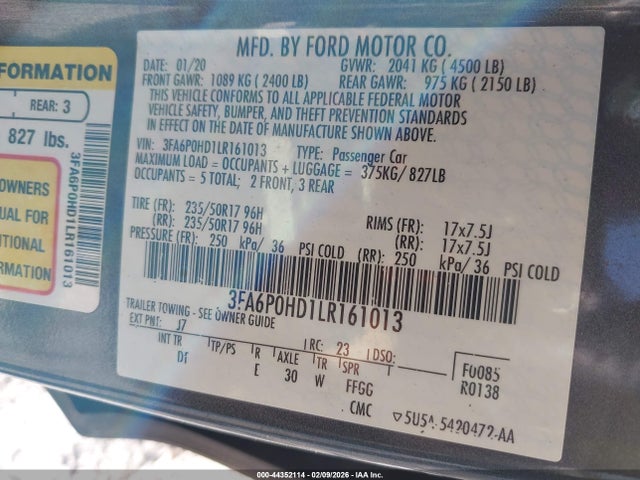 FORMATION
REAR: 3
827 lbs.
3FA6P0HD1LR161013
OWNERS
NUAL FOR
DITIONAL
FORMATION
MFD. BY FORD MOTOR CO.
DATE: 01/20 GVWR: 2041 KG (4500 LB)
FRONT GAWR: 1089 KG (2400 LB) REAR GAWR: 975 KG (2150 LB)
THIS VEHICLE CONFORMS TO ALL APPLICABLE FEDERAL MOTOR
VEHICLE SAFETY, BUMPER, AND THEFT PREVENTION STANDARDS
IN EFFECT ON THE DATE OF MANUFACTURE SHOWN ABOVE.
VIN: 3FA6P0HD1LR161013 TYPE: Passenger Car
MAXIMUM LOAD = OCCUPANTS + LUGGAGE = 375KG/ 827LB
OCCUPANTS = 5 TOTAL; 2 FRONT, 3 REAR
TIRE (FR): 235/50R17 96H RIMS (FR): 17x7.5J
(RR): 235/50R17 96H (RR): 17x7.5J
PRESSURE (FR): 250 kPa/ 36 PSI COLD (RR): 250 kPa/36 PSI COLD
3FA6P0HD1LR161013
TRAILER TOWING - SEE OWNER GUIDE
EXT PNT: J7 RC: 23 DSO:
INT TR TP/PS R AXLE TR SPR F0085
DF E 30 W FFGG R0138
CMC 5U5A-5420472-AA
000-44352114 - 02/09/2026 - IAA Inc.